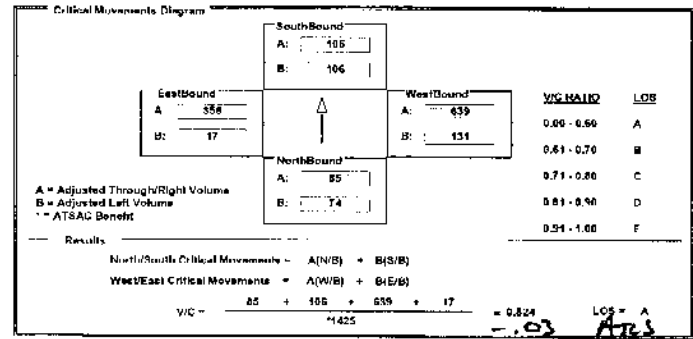 Critical Movements Diagram
SouthBound
A: 106
B: 106
EastBound
A: 356
B: 17
WestBound
A: 639
B: 131
NorthBound
A: 85
B: 74
V/C RATIO LOS
0.00 - 0.60 A
0.61 - 0.70 B
0.71 - 0.80 C
0.81 - 0.90 D
0.91 - 1.00 E
A = Adjusted Through/Right Volume
B = Adjusted Left Volume
* = ATSAC Benefit
Results
North/South Critical Movements = A(N/B) + B(S/B)
West/East Critical Movements = A(W/B) + B(E/B)
V/C = 85 + 106 + 639 + 17 = 0.524 LOS = A
*1425
-.03